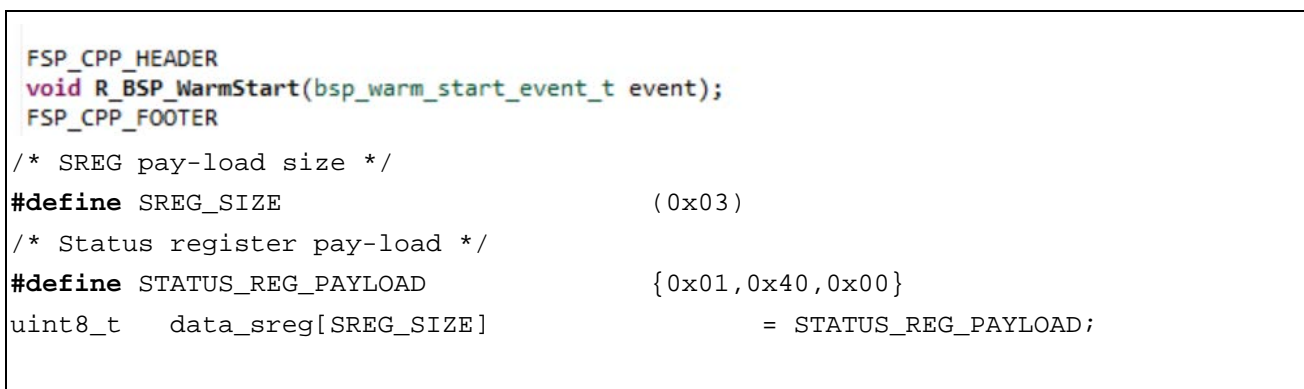 FSP_CPP_HEADER
void R_BSP_WarmStart(bsp_warm_start_event_t event);
FSP_CPP_FOOTER
/* SREG pay-load size */
#define SREG_SIZE (0x03)
/* Status register pay-load */
#define STATUS_REG_PAYLOAD {0x01,0x40,0x00}
uint8_t data_sreg[SREG_SIZE] = STATUS_REG_PAYLOAD;